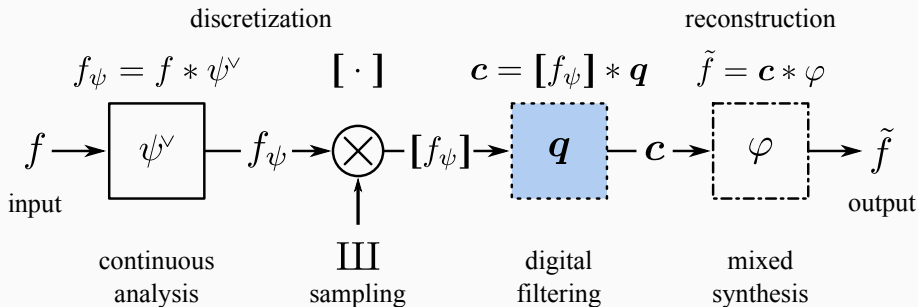 discretization reconstruction
f_ψ = f * ψ^∨ [ · ] c = [f_ψ] * q f̃ = c * φ
f ψ^∨ f_ψ × [f_ψ] q c φ f̃
input output
Ш
continuous digital mixed
analysis sampling filtering synthesis